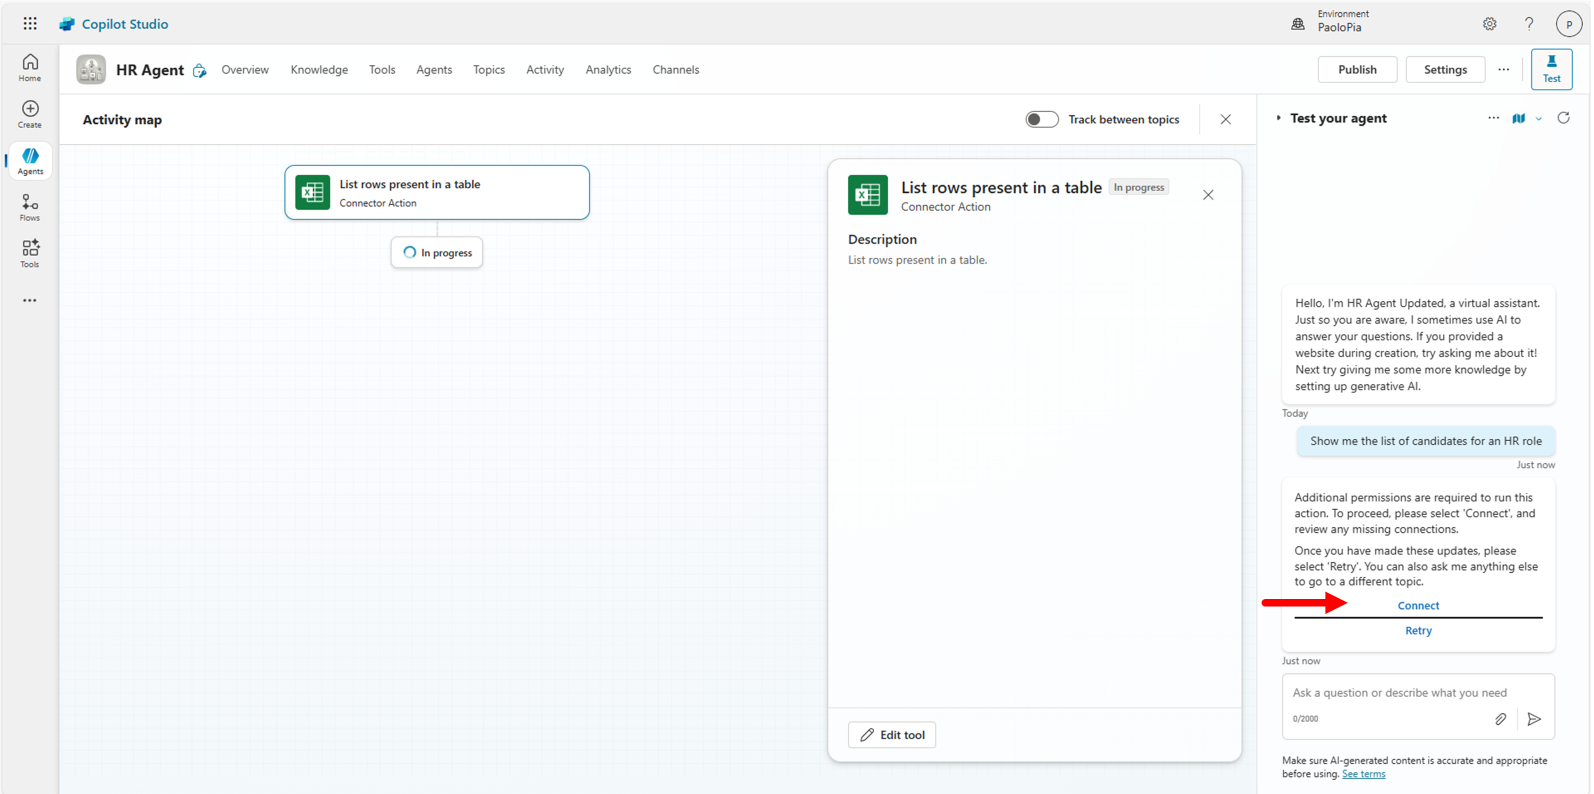 Copilot Studio
Environment
PaoloPia
P
Home
Create
Agents
Flows
Tools
HR Agent
Overview
Knowledge
Tools
Agents
Topics
Activity
Analytics
Channels
Publish
Settings
Test
Activity map
Track between topics
List rows present in a table
Connector Action
In progress
List rows present in a table
In progress
Connector Action
Description
List rows present in a table.
Edit tool
Test your agent
Hello, I'm HR Agent Updated, a virtual assistant.
Just so you are aware, I sometimes use AI to
answer your questions. If you provided a
website during creation, try asking me about it!
Next try giving me some more knowledge by
setting up generative AI.
Today
Show me the list of candidates for an HR role
Just now
Additional permissions are required to run this
action. To proceed, please select 'Connect', and
review any missing connections.
Once you have made these updates, please
select 'Retry'. You can also ask me anything else
to go to a different topic.
Connect
Retry
Just now
Ask a question or describe what you need
0/2000
Make sure AI-generated content is accurate and appropriate
before using. See terms